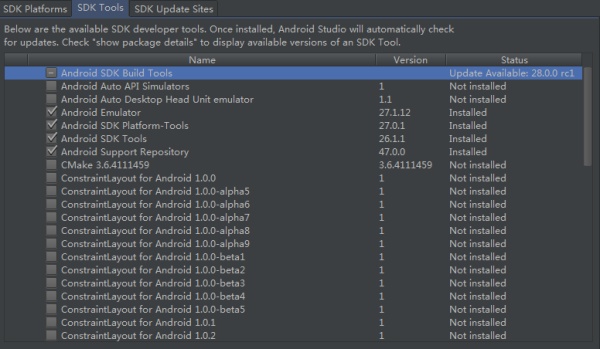 SDK Platforms SDK Tools SDK Update Sites
Below are the available SDK developer tools. Once installed, Android Studio will automatically check
for updates. Check "show package details" to display available versions of an SDK Tool.
Name Version Status
Android SDK Build Tools Update Available: 28.0.0 rc1
Android Auto API Simulators 1 Not installed
Android Auto Desktop Head Unit emulator 1.1 Not installed
Android Emulator 27.1.12 Installed
Android SDK Platform-Tools 27.0.1 Installed
Android SDK Tools 26.1.1 Installed
Android Support Repository 47.0.0 Installed
CMake 3.6.4111459 3.6.4111459 Not installed
ConstraintLayout for Android 1.0.0 1 Not installed
ConstraintLayout for Android 1.0.0-alpha5 1 Not installed
ConstraintLayout for Android 1.0.0-alpha6 1 Not installed
ConstraintLayout for Android 1.0.0-alpha7 1 Not installed
ConstraintLayout for Android 1.0.0-alpha8 1 Not installed
ConstraintLayout for Android 1.0.0-alpha9 1 Not installed
ConstraintLayout for Android 1.0.0-beta1 1 Not installed
ConstraintLayout for Android 1.0.0-beta2 1 Not installed
ConstraintLayout for Android 1.0.0-beta3 1 Not installed
ConstraintLayout for Android 1.0.0-beta4 1 Not installed
ConstraintLayout for Android 1.0.0-beta5 1 Not installed
ConstraintLayout for Android 1.0.1 1 Not installed
ConstraintLayout for Android 1.0.2 1 Not installed